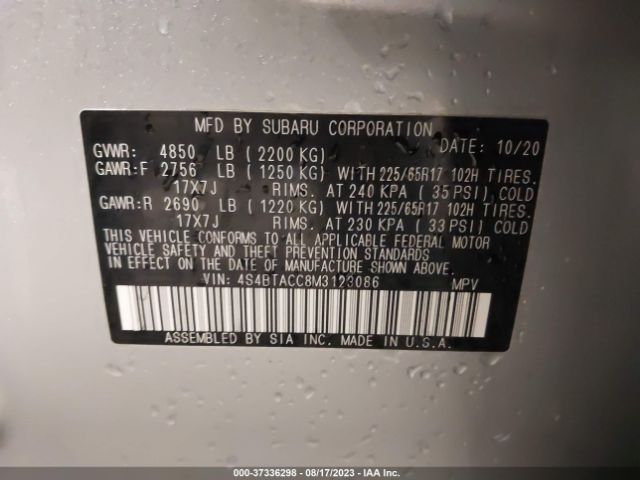 MFD BY SUBARU CORPORATION DATE: 10/20
GVWR: 4850 LB (2200 KG)
GAWR:F 2756 LB (1250 KG) WITH 225/65R17 102H TIRES.
17X7J RIMS. AT 240 KPA (35 PSI) COLD
GAWR:R 2690 LB (1220 KG) WITH 225/65R17 102H TIRES.
17X7J RIMS. AT 230 KPA (33 PSI) COLD
THIS VEHICLE CONFORMS TO ALL APPLICABLE FEDERAL MOTOR
VEHICLE SAFETY AND THEFT PREVENTION STANDARDS
IN EFFECT ON THE DATE OF MANUFACTURE SHOWN ABOVE.
VIN: 4S4BTACC8M3123086 MPV
ASSEMBLED BY SIA INC. MADE IN U.S.A.
000-37336298 - 08/17/2023 - IAA Inc.